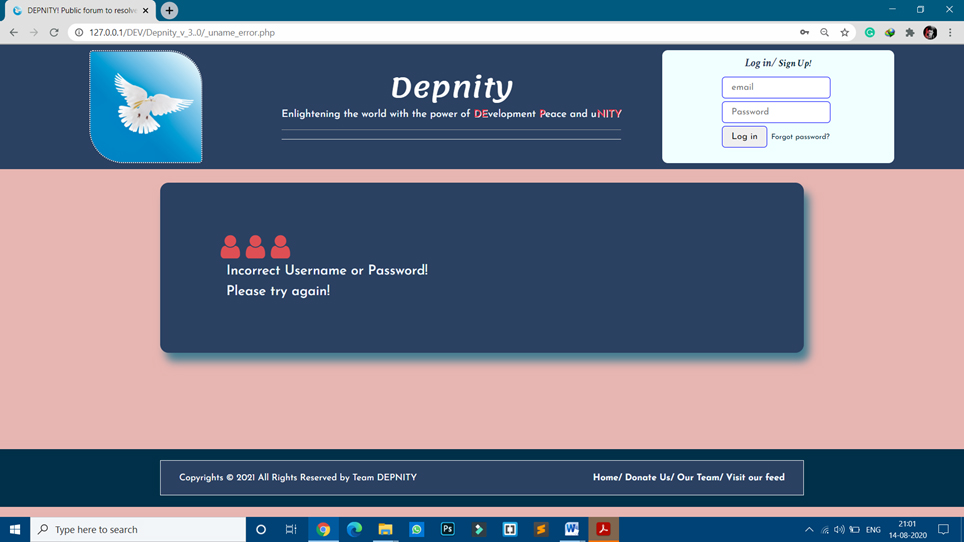 DEPNITY! Public forum to resolve
127.0.0.1/DEV/Depnity_v_3..0/_uname_error.php
Depnity
Enlightening the world with the power of DEvelopment Peace and uNITY
Log in/ Sign Up!
email
Password
Log in Forgot password?
Incorrect Username or Password!
Please try again!
Copyrights © 2021 All Rights Reserved by Team DEPNITY
Home/ Donate Us/ Our Team/ Visit our feed
Type here to search
Ps
ENG
21:01
14-08-2020